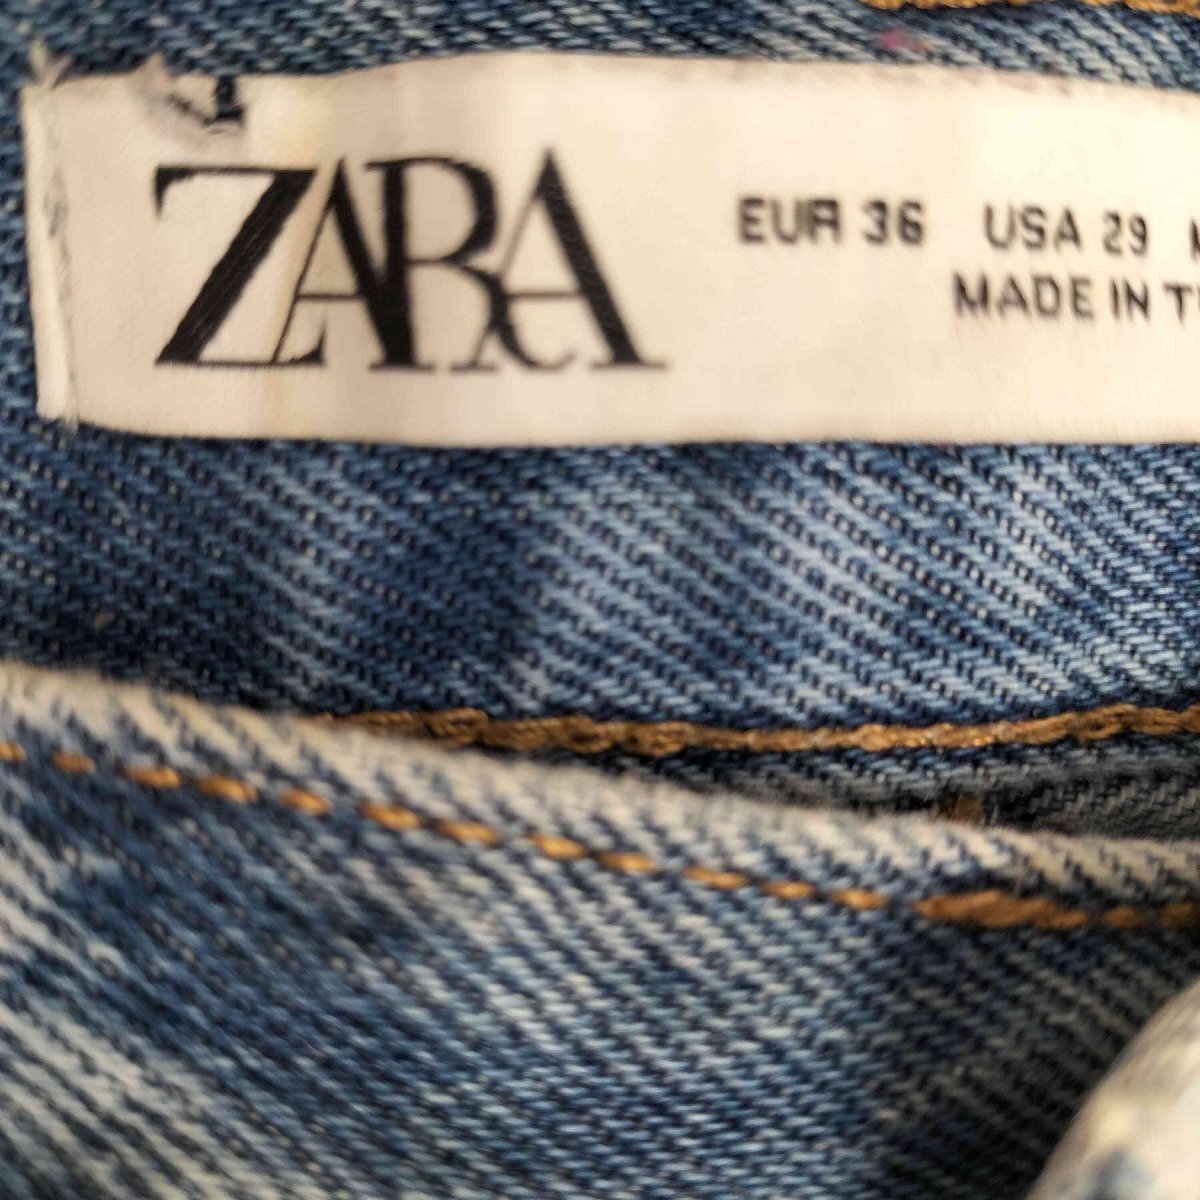 ZARA
EUR 36 USA 29
MADE IN